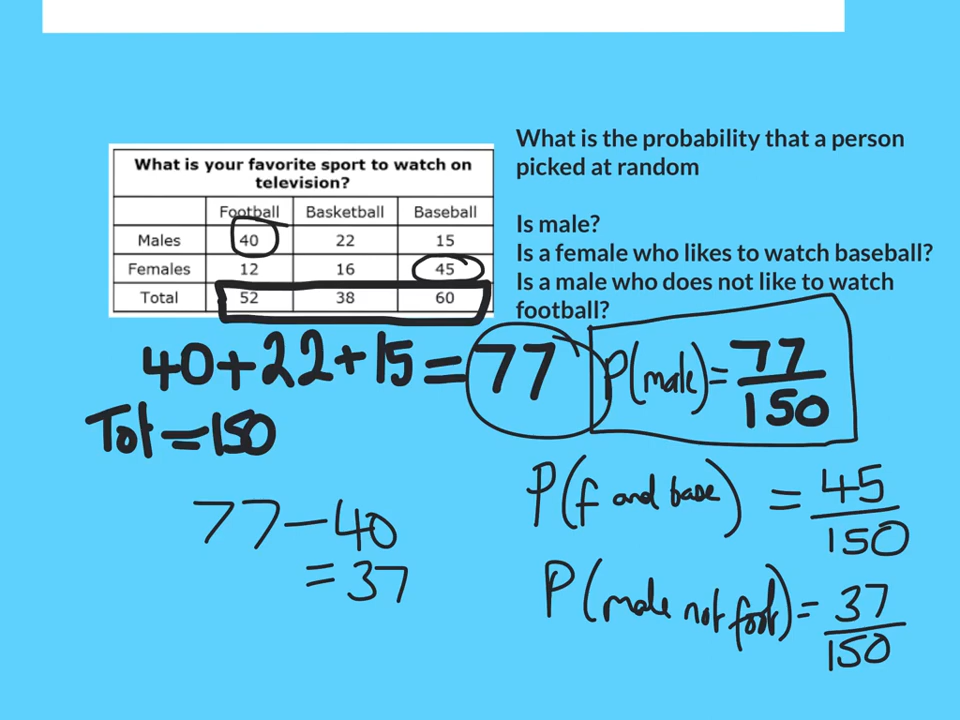 What is your favorite sport to watch on
television?
Football Basketball Baseball
Males 40 22 15
Females 12 16 45
Total 52 38 60
What is the probability that a person
picked at random
Is male?
Is a female who likes to watch baseball?
Is a male who does not like to watch
football?
40+22+15=77
Tot=150
77-40
=37
P(male)=77/150
P(f and base) = 45/150
P(male not foot)=37/150